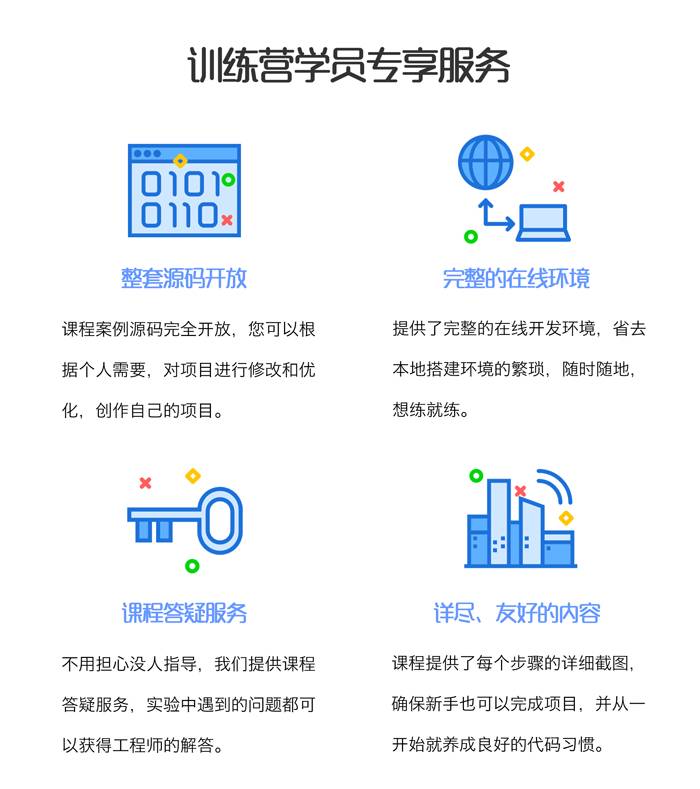 训练营学员专享服务
0101
0110
整套源码开放
课程案例源码完全开放，您可以根
据个人需要，对项目进行修改和优
化，创作自己的项目。
完整的在线环境
提供了完整的在线开发环境，省去
本地搭建环境的繁琐，随时随地，
想练就练。
课程答疑服务
不用担心没人指导，我们提供课程
答疑服务，实验中遇到的问题都可
以获得工程师的解答。
详尽、友好的内容
课程提供了每个步骤的详细截图，
确保新手也可以完成项目，并从一
开始就养成良好的代码习惯。